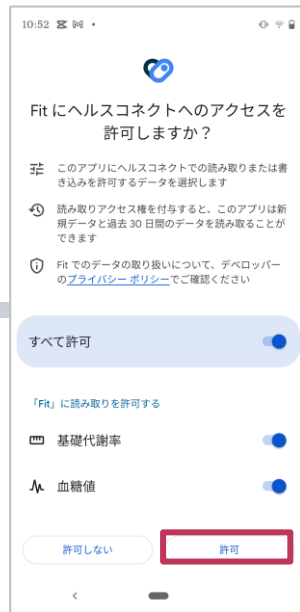 10:52
Fit にヘルスコネクトへのアクセスを
許可しますか？
このアプリにヘルスコネクトでの読み取りまたは書
き込みを許可するデータを選択します
読み取りアクセス権を付与すると、このアプリは新
規データと過去 30 日間のデータを読み取ることが
できます
Fit でのデータの取り扱いについて、デベロッパー
のプライバシー ポリシーでご確認ください
すべて許可
「Fit」に読み取りを許可する
基礎代謝率
血糖値
許可しない
許可